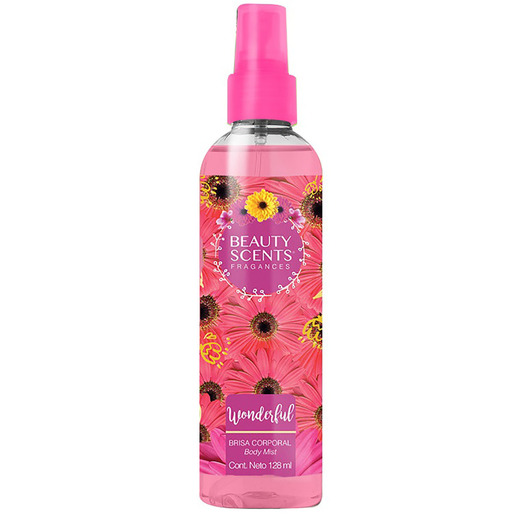 BEAUTY
SCENTS
FRAGANCES
Wonderful
BRISA CORPORAL
Body Mist
Cont. Neto 128 ml